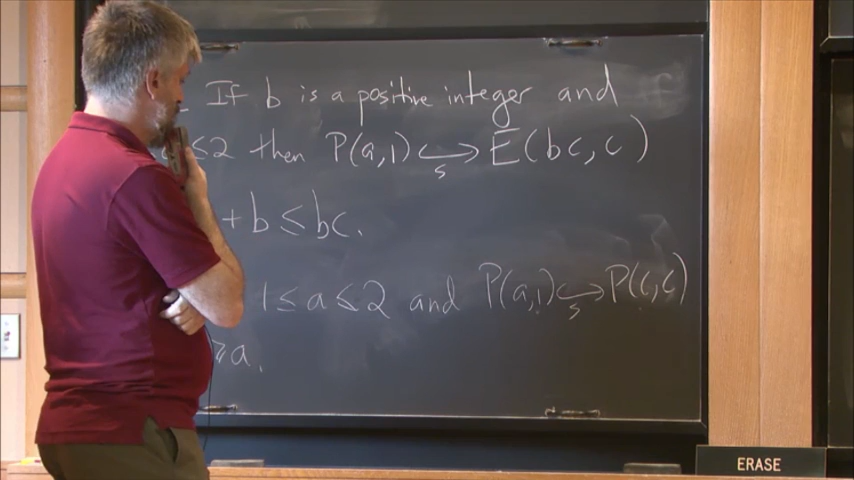 If b is a positive integer and
≤2 then P(a,1) ↪s E(bc,c)
+b≤bc.
1≤a≤2 and P(a,1) ↪s P(c,c)
≥a.
ERASE